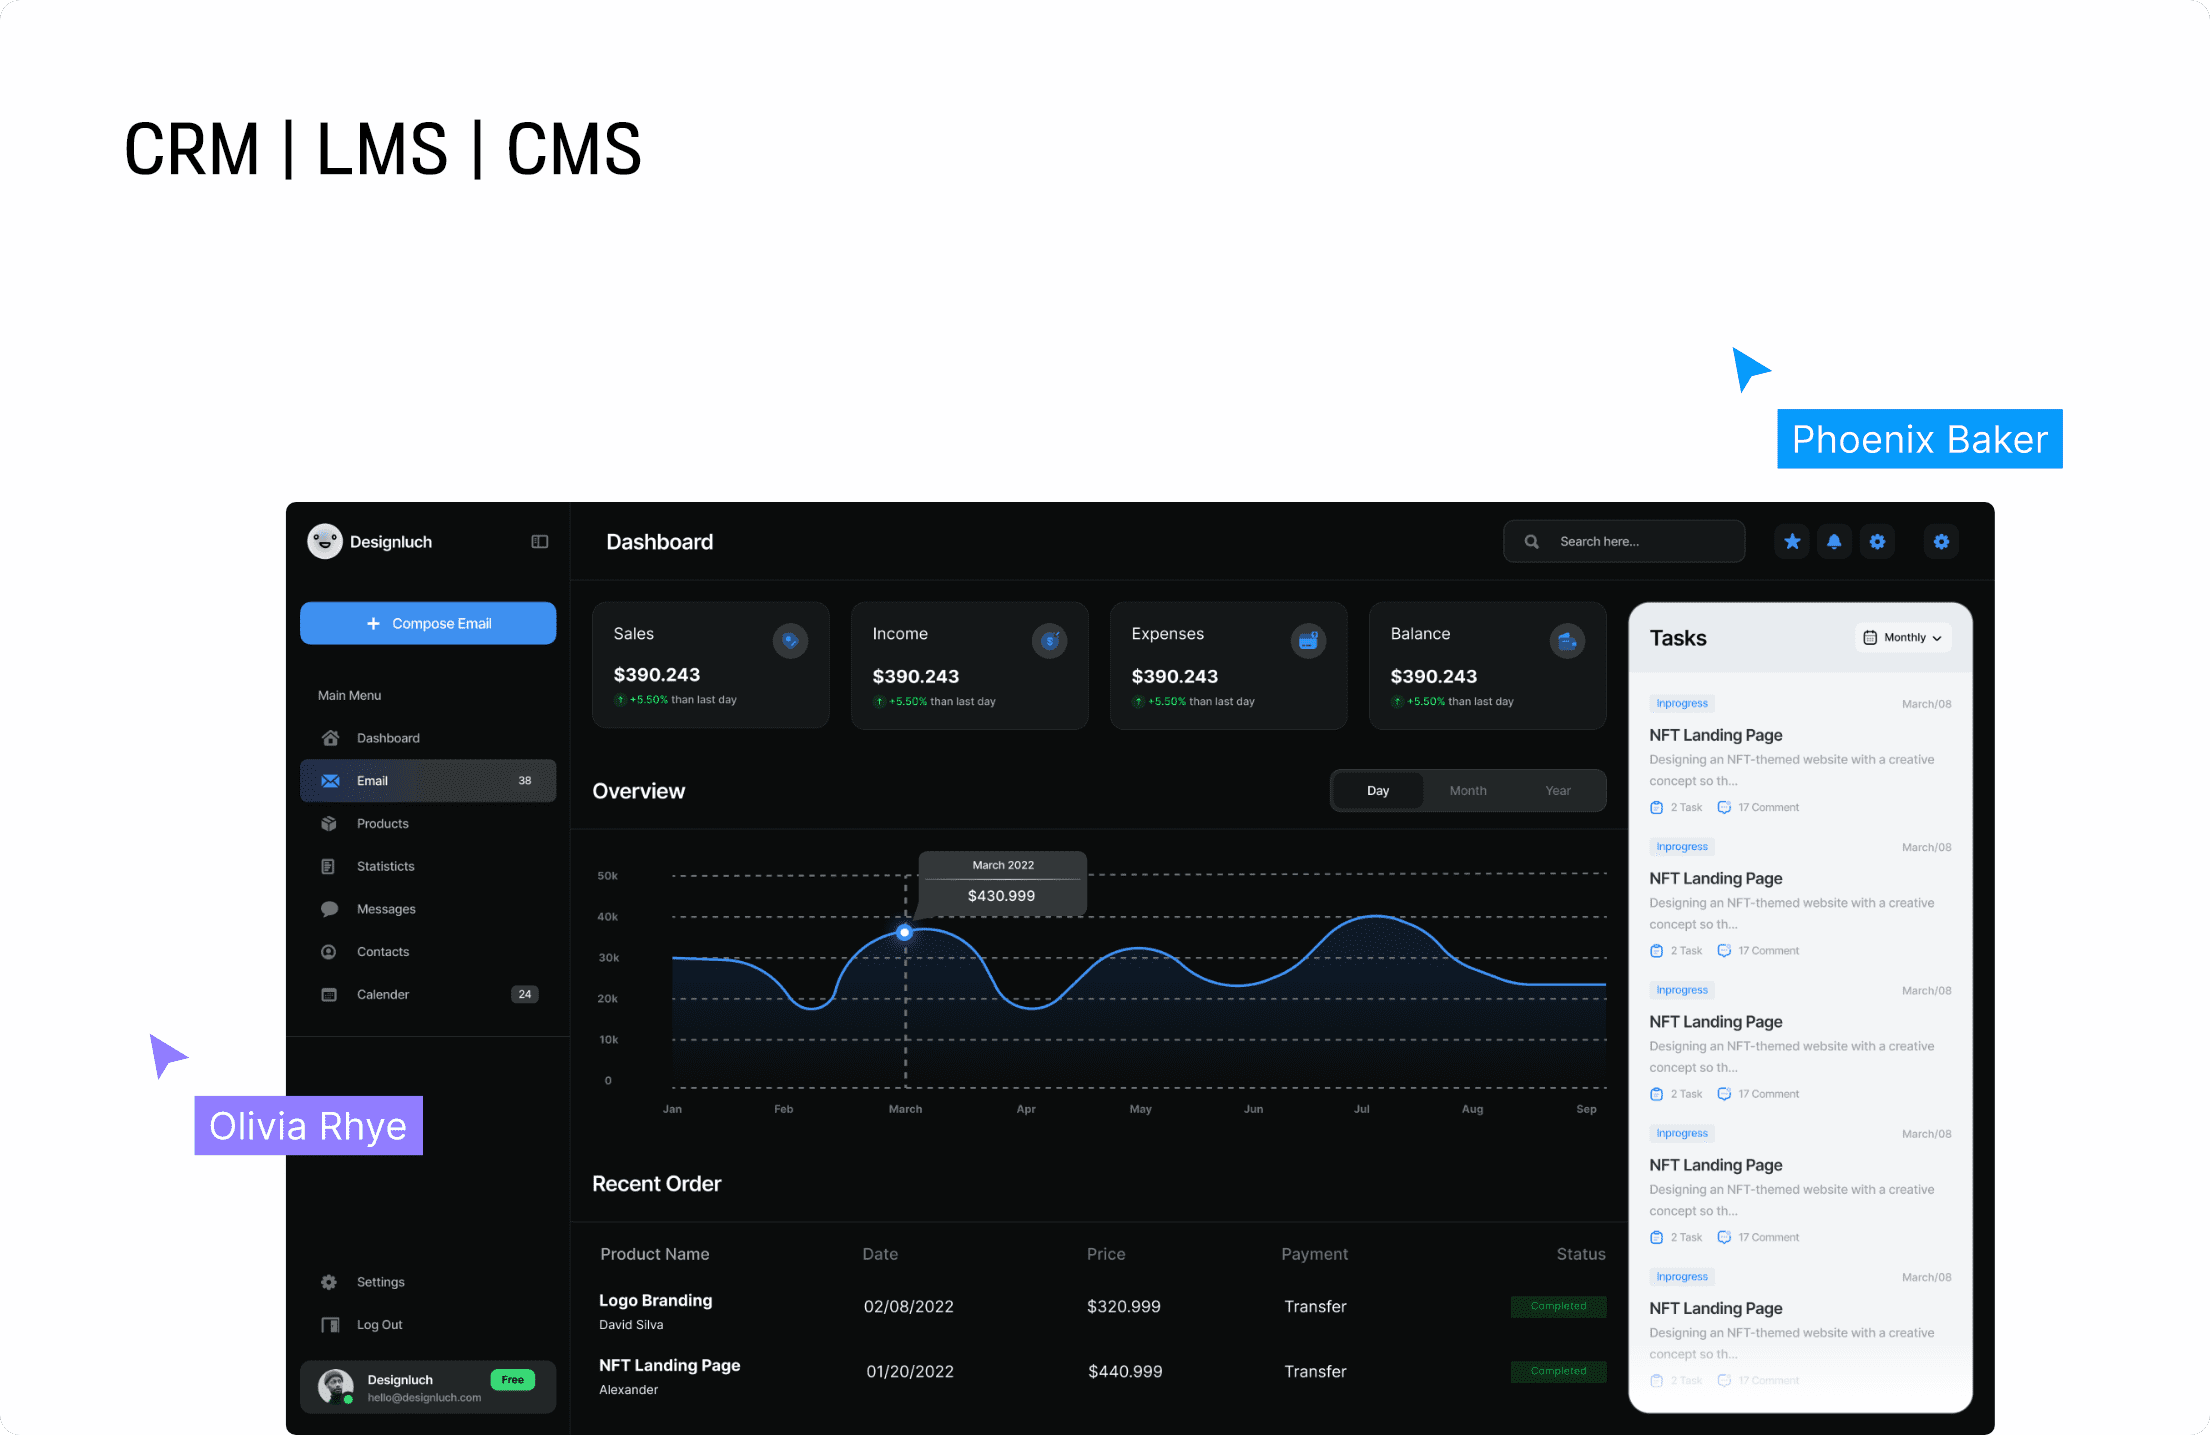 CRM | LMS | CMS
Phoenix Baker
Designluch
Dashboard
Search here...
+ Compose Email
Main Menu
Dashboard
Email 38
Products
Statisticts
Messages
Contacts
Calender 24
Olivia Rhye
Settings
Log Out
Designluch Free
hello@designluch.com
Sales
$390.243
+5.50% than last day
Income
$390.243
+5.50% than last day
Expenses
$390.243
+5.50% than last day
Balance
$390.243
+5.50% than last day
Overview
Day Month Year
March 2022
$430.999
50k
40k
30k
20k
10k
0
Jan Feb March Apr May Jun Jul Aug Sep
Recent Order
Product Name Date Price Payment Status
Logo Branding 02/08/2022 $320.999 Transfer Completed
David Silva
NFT Landing Page 01/20/2022 $440.999 Transfer Completed
Alexander
Tasks Monthly
Inprogress March/08
NFT Landing Page
Designing an NFT-themed website with a creative
concept so th...
2 Task 17 Comment
Inprogress March/08
NFT Landing Page
Designing an NFT-themed website with a creative
concept so th...
2 Task 17 Comment
Inprogress March/08
NFT Landing Page
Designing an NFT-themed website with a creative
concept so th...
2 Task 17 Comment
Inprogress March/08
NFT Landing Page
Designing an NFT-themed website with a creative
concept so th...
2 Task 17 Comment
Inprogress March/08
NFT Landing Page
Designing an NFT-themed website with a creative
concept so th...
2 Task 17 Comment